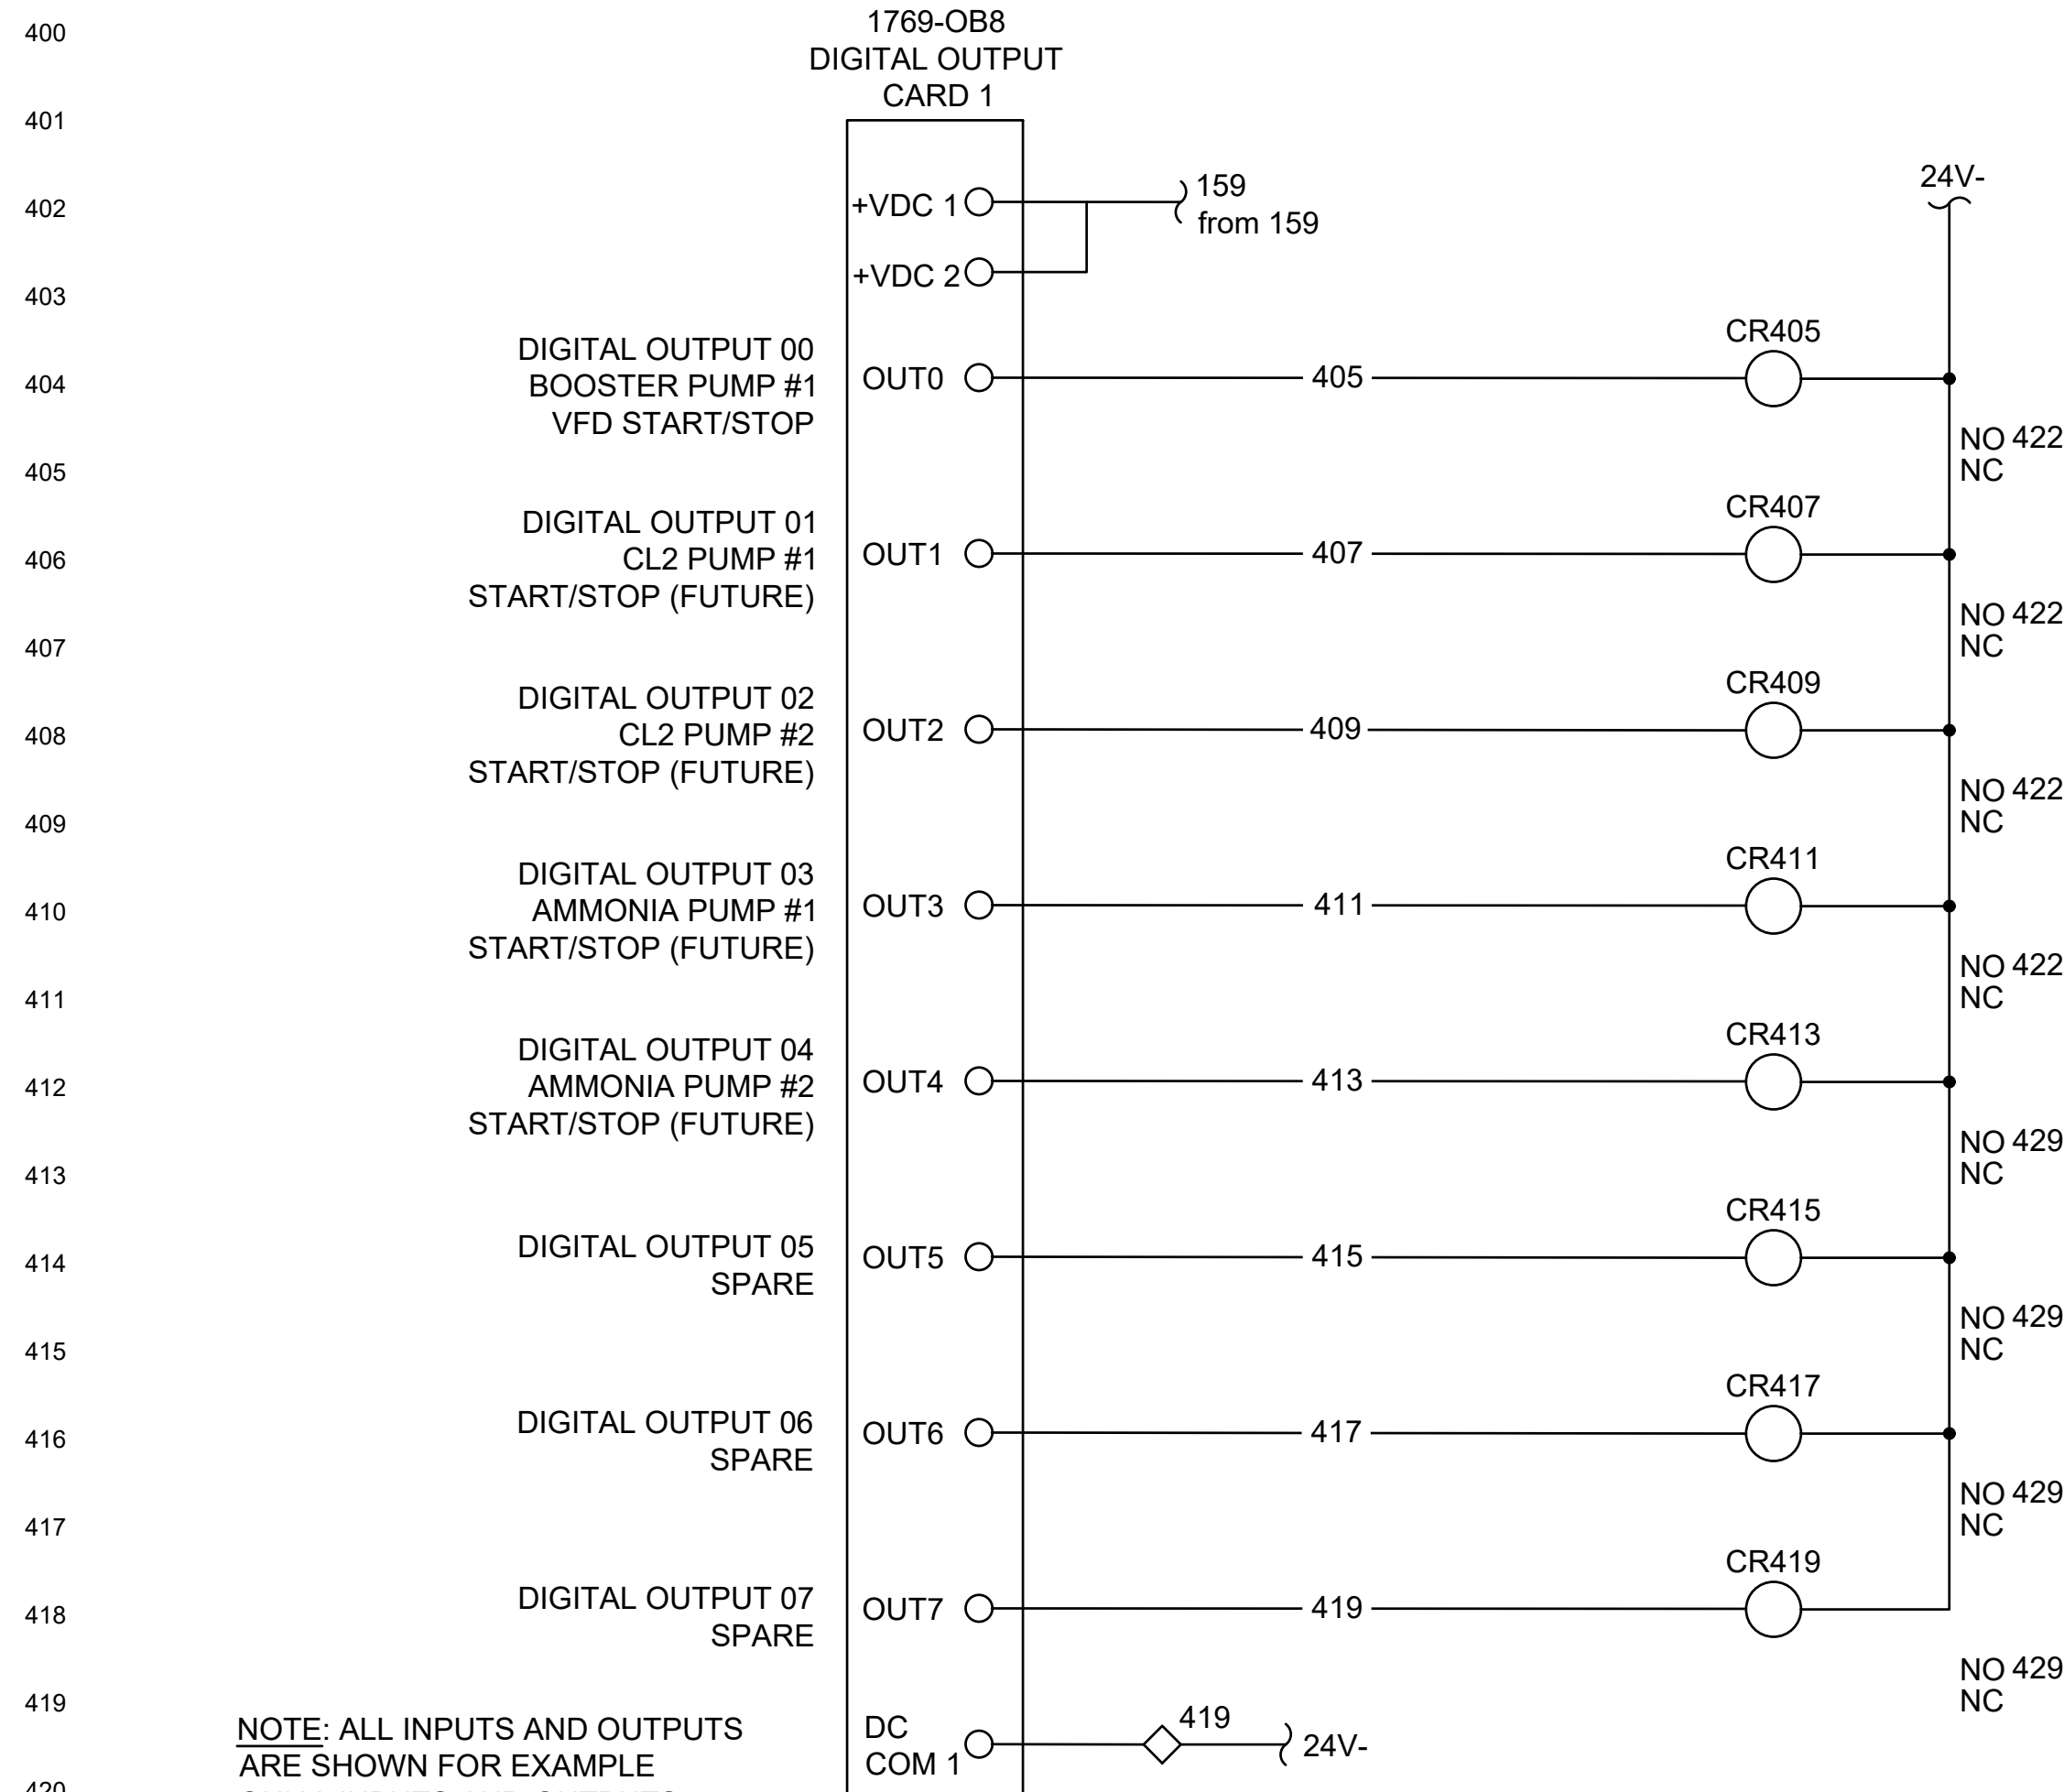 400
1769-OB8
DIGITAL OUTPUT
CARD 1
401
402
+VDC 1
159
from 159
24V-
+VDC 2
403
CR405
DIGITAL OUTPUT 00
BOOSTER PUMP #1
VFD START/STOP
404
OUT0
405
NO 422
NC
405
CR407
DIGITAL OUTPUT 01
CL2 PUMP #1
START/STOP (FUTURE)
406
OUT1
407
NO 422
NC
407
CR409
DIGITAL OUTPUT 02
CL2 PUMP #2
START/STOP (FUTURE)
408
OUT2
409
NO 422
NC
409
CR411
DIGITAL OUTPUT 03
AMMONIA PUMP #1
START/STOP (FUTURE)
410
OUT3
411
NO 422
NC
411
CR413
DIGITAL OUTPUT 04
AMMONIA PUMP #2
START/STOP (FUTURE)
412
OUT4
413
NO 429
NC
413
CR415
DIGITAL OUTPUT 05
SPARE
414
OUT5
415
NO 429
NC
415
CR417
DIGITAL OUTPUT 06
SPARE
416
OUT6
417
NO 429
NC
417
CR419
DIGITAL OUTPUT 07
SPARE
418
OUT7
419
NO 429
NC
419
NOTE: ALL INPUTS AND OUTPUTS
ARE SHOWN FOR EXAMPLE
DC
COM 1
419
24V-
420